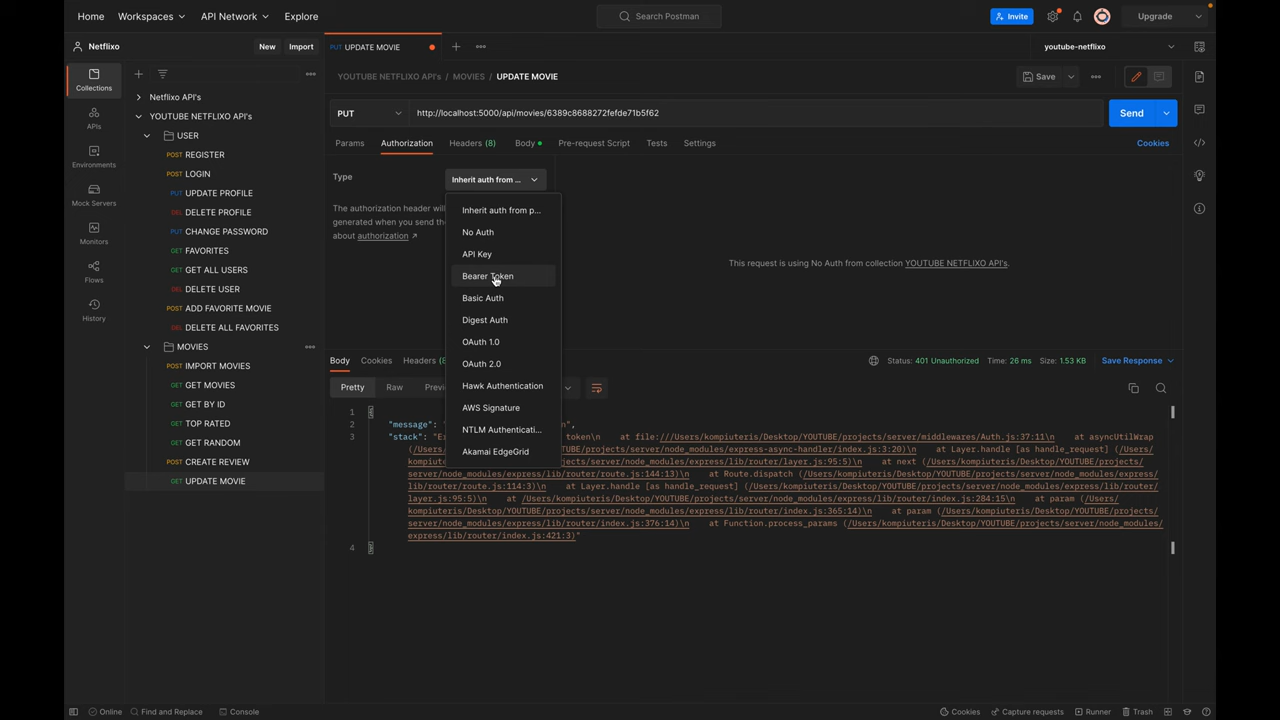 Home Workspaces API Network Explore Search Postman Invite Upgrade
Netflixo New Import PUT UPDATE MOVIE youtube-netflixo
Collections
APIs
Environments
Mock Servers
Monitors
Flows
History
Netflixo API's
YOUTUBE NETFLIXO API's
USER
POST REGISTER
POST LOGIN
PUT UPDATE PROFILE
DEL DELETE PROFILE
PUT CHANGE PASSWORD
GET FAVORITES
GET GET ALL USERS
DEL DELETE USER
POST ADD FAVORITE MOVIE
DEL DELETE ALL FAVORITES
MOVIES
POST IMPORT MOVIES
GET GET MOVIES
GET GET BY ID
GET TOP RATED
GET GET RANDOM
POST CREATE REVIEW
PUT UPDATE MOVIE
YOUTUBE NETFLIXO API's / MOVIES / UPDATE MOVIE Save
PUT http://localhost:5000/api/movies/6389c8688272fefde71b5f62 Send
Params Authorization Headers (8) Body Pre-request Script Tests Settings Cookies
Type Inherit auth from ...
The authorization header will
generated when you send the
about authorization
Inherit auth from p...
No Auth
API Key
Bearer Token
Basic Auth
Digest Auth
OAuth 1.0
OAuth 2.0
Hawk Authentication
AWS Signature
NTLM Authenticati...
Akamai EdgeGrid
This request is using No Auth from collection YOUTUBE NETFLIXO API's.
Body Cookies Headers Status: 401 Unauthorized Time: 26 ms Size: 1.53 KB Save Response
Pretty Raw
1
2 "message": ",
3 "stack": "E token\n at file:///Users/kompiuteris/Desktop/YOUTUBE/projects/server/middlewares/Auth.js:37:11\n at asyncUtilWrap
(/Users/kompiuteris/Desktop/YOUTUBE/projects/server/node_modules/express-async-handler/index.js:3:20)\n at Layer.handle [as handle_request] (/Users/
kompiut /Desktop/YOUTUBE/projects/server/node_modules/express/lib/router/layer.js:95:5)\n at next (/Users/kompiuteris/Desktop/YOUTUBE/projects/
server/node_modules/express/lib/router/route.js:144:13)\n at Route.dispatch (/Users/kompiuteris/Desktop/YOUTUBE/projects/server/node_modules/express/
lib/router/route.js:114:3)\n at Layer.handle [as handle_request] (/Users/kompiuteris/Desktop/YOUTUBE/projects/server/node_modules/express/lib/router/
layer.js:95:5)\n at /Users/kompiuteris/Desktop/YOUTUBE/projects/server/node_modules/express/lib/router/index.js:284:15\n at param (/Users/
kompiuteris/Desktop/YOUTUBE/projects/server/node_modules/express/lib/router/index.js:365:14)\n at param (/Users/kompiuteris/Desktop/YOUTUBE/projects/
server/node_modules/express/lib/router/index.js:376:14)\n at Function.process_params (/Users/kompiuteris/Desktop/YOUTUBE/projects/server/node_modules/
express/lib/router/index.js:421:3)"
4
Online Find and Replace Console Cookies Capture requests Runner Trash